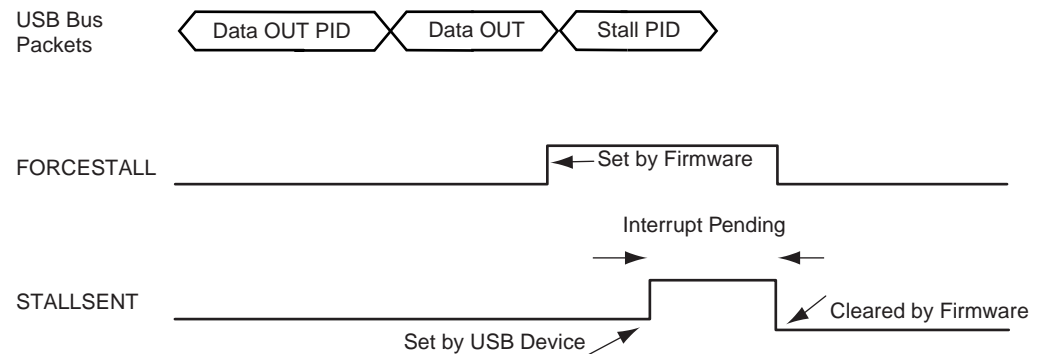 USB Bus
Packets
Data OUT PID
Data OUT
Stall PID
FORCESTALL
Set by Firmware
Interrupt Pending
STALLSENT
Cleared by Firmware
Set by USB Device